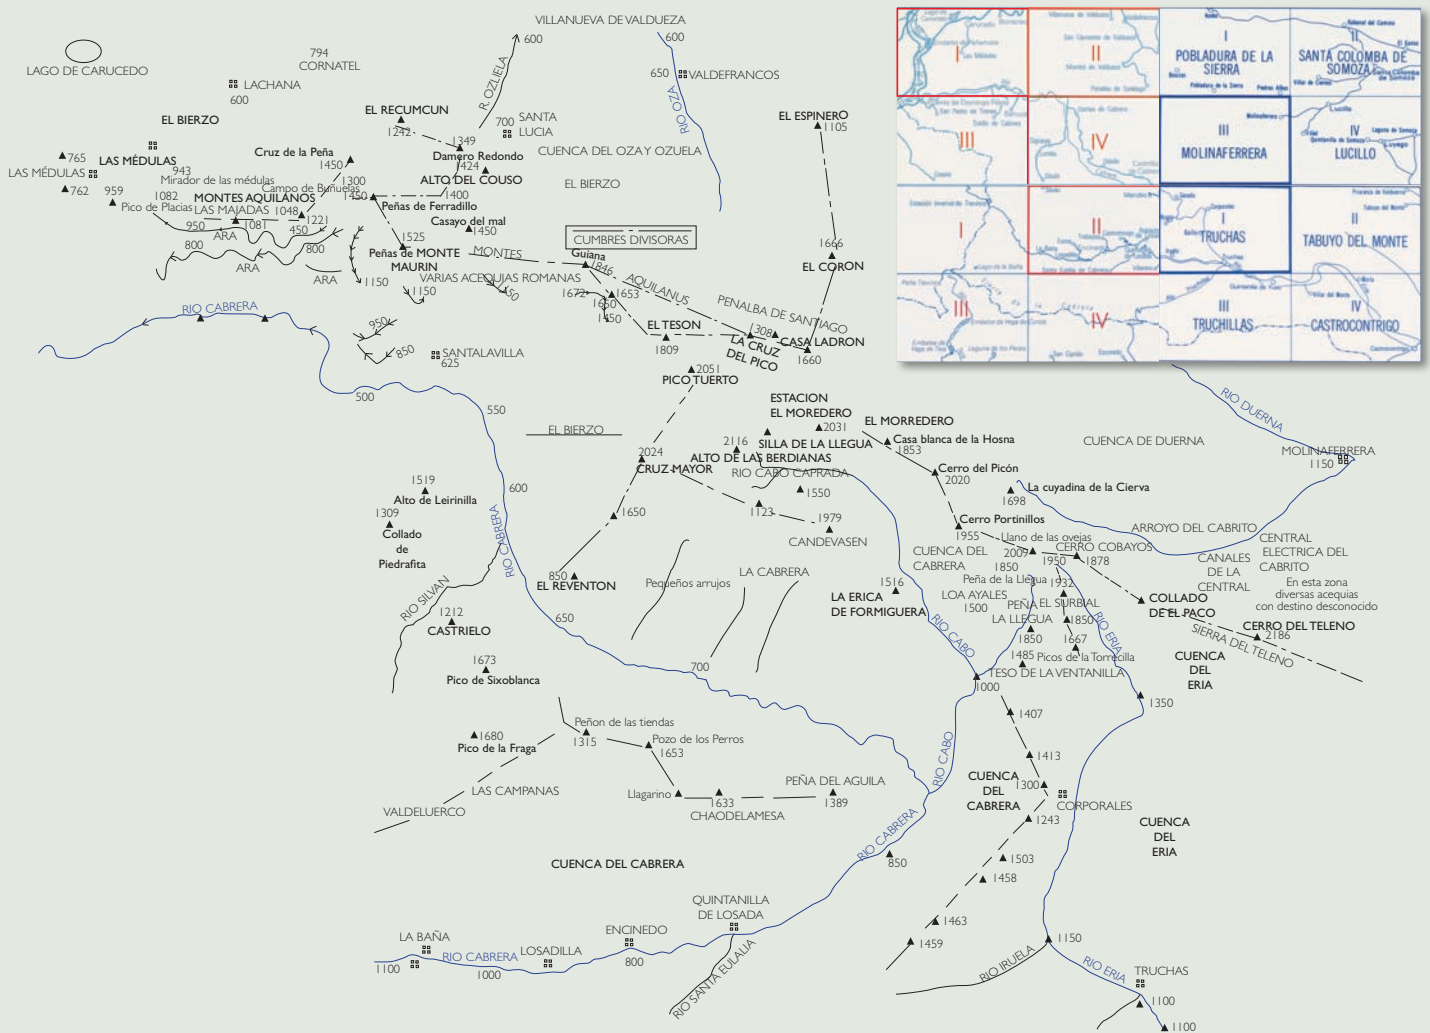 VILLANUEVA DE VALDUEZA
600
600
LAGO DE CARUCEDO
794
CORNATEL
LACHANA
600
R. OZUELA
RIO OZA
650
VALDEFRANCOS
EL BIERZO
EL RECUMCUN
1242
1349
Damero Redondo
1424
ALTO DEL COUSO
700
SANTA
LUCIA
CUENCA DEL OZA Y OZUELA
EL BIERZO
EL ESPINERO
1105
765
LAS MÉDULAS
LAS MÉDULAS
762
943
Mirador de las médulas
959
1082
Pico de Placias
Cruz de la Peña
1450
1300
Campo de Buñuelas
MONTES AQUILANOS
LAS MAJADAS
1048
1221
1081
450
950
ARA
800
800
ARA
ARA
1450
1400
Peñas de Ferradillo
Casayo del mal
1450
1525
Peñas de MONTE
MAURIN
MONTES
CUMBRES DIVISORAS
Guiana
1846
AQUILANUS
VARIAS ACEQUIAS ROMANAS
1150
1150
1672
1653
1650
1450
1666
EL CORON
PENALBA DE SANTIAGO
EL TESON
1809
1308
LA CRUZ
DEL PICO
CASA LADRON
1660
RIO CABRERA
950
850
SANTALAVILLA
625
500
550
2051
PICO TUERTO
ESTACION
EL MOREDERO
2031
EL MORREDERO
2116
SILLA DE LA LLEGUA
ALTO DE LAS BERDIANAS
EL BIERZO
2024
CRUZ MAYOR
RIO CABO CAPRADA
1550
1123
1979
CANDEVASEN
1650
Casa blanca de la Hosna
1853
Cerro del Picón
2020
CUENCA DE DUERNA
RIO DUERNA
MOLINAFERRERA
1150
La cuyadina de la Cierva
1698
Cerro Portinillos
1955
ARROYO DEL CABRITO
1519
Alto de Leirinilla
1309
Collado
de
Piedrafita
600
RIO CABRERA
RIO SILVAN
1212
CASTRIELO
850
EL REVENTON
650
Pequeños arrujos
LA CABRERA
1516
LA ERICA
DE FORMIGUERA
CUENCA DEL
CABRERA
Uano de las ovejas
2009
1850
1950
CERRO COBAYOS
1878
Peña de la Llegua
1932
LOA AYALES
1500
PEÑA
LA LLEGUA
1850
EL SURBIAL
1850
1667
Picos de la Torrecilla
1485
TESO DE LA VENTANILLA
CANALES
DE LA
CENTRAL
CENTRAL
ELECTRICA DEL
CABRITO
En esta zona
diversas acequias
con destino desconocido
COLLADO
DE EL PACO
CERRO DEL TELENO
2186
SIERRA DEL TELENO
CUENCA
DEL
ERIA
RIO ERIA
1350
RIO CABO
1000
1673
Pico de Sixoblanca
700
1680
Pico de la Fraga
Peñon de las tiendas
1315
Pozo de los Perros
1653
LAS CAMPANAS
VALDELUERCO
Llagarino
1633
CHAODELAMESA
PEÑA DEL AGUILA
1389
RIO CABO
1407
1413
CUENCA
DEL
CABRERA
1300
CORPORALES
1243
CUENCA
DEL
ERIA
RIO CABRERA
850
1503
1458
1463
1459
CUENCA DEL CABRERA
QUINTANILLA
DE LOSADA
ENCINEDO
800
LA BAÑA
RIO CABRERA
1100
1000
LOSADILLA
RIO SANTA EULALIA
RIO IRUELA
1150
RIO ERIA
TRUCHAS
1100
1100
I
II
I
POBLADURA DE LA
SIERRA
II
SANTA COLOMBA DE
SOMOZA
III
IV
III
MOLINAFERRERA
IV
LUCILLO
I
II
I
TRUCHAS
II
TABUYO DEL MONTE
III
IV
III
TRUCHILLAS
IV
CASTROCONTRIGO